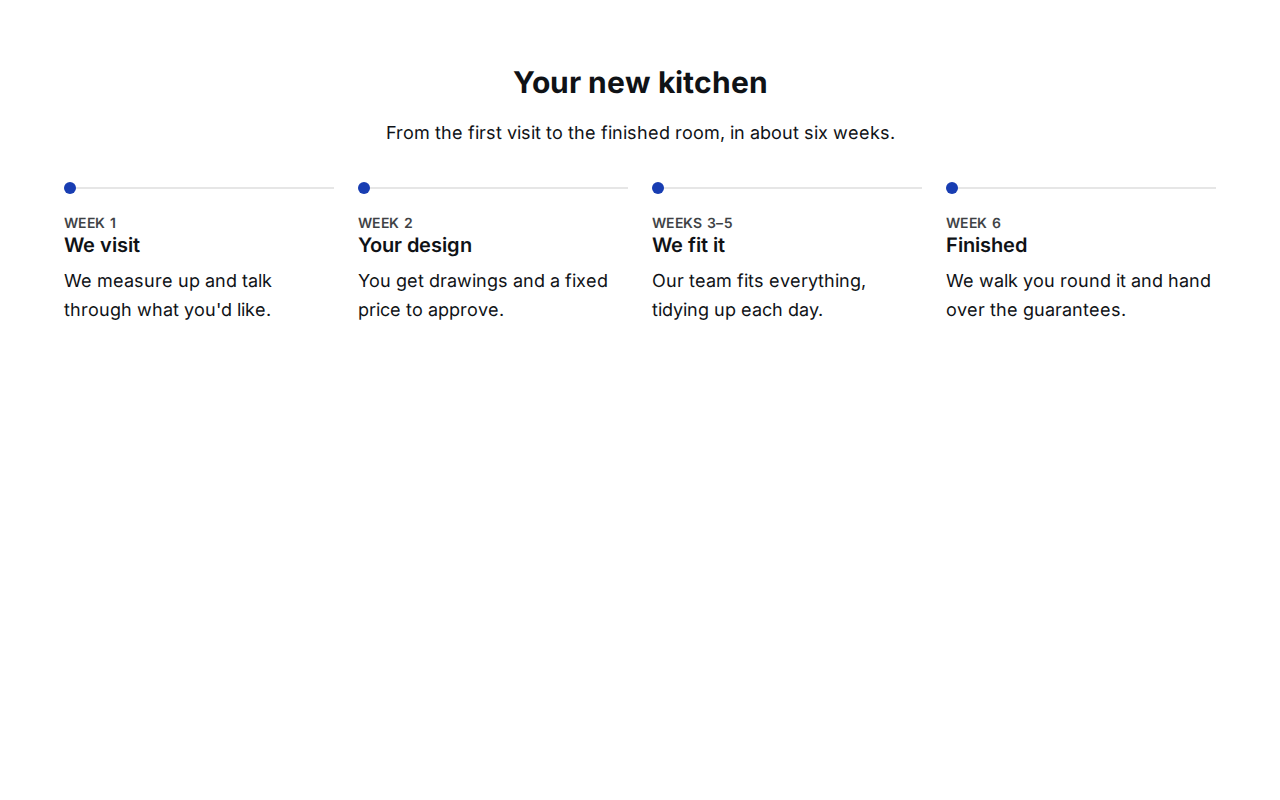 Your new kitchen
From the first visit to the finished room, in about six weeks.
WEEK 1
We visit
We measure up and talk
through what you'd like.
WEEK 2
Your design
You get drawings and a fixed
price to approve.
WEEKS 3–5
We fit it
Our team fits everything,
tidying up each day.
WEEK 6
Finished
We walk you round it and hand
over the guarantees.